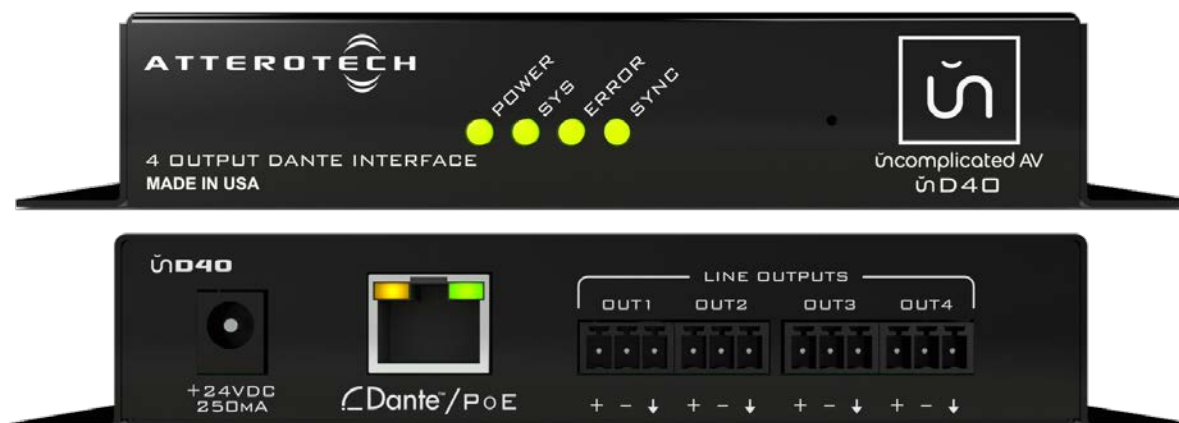 ATTEROTECH
POWER
SYS
ERROR
SYNC
ŭn
4 OUTPUT DANTE INTERFACE
MADE IN USA
ŭncomplicated AV
ŭnD40
ŭnD40
LINE OUTPUTS
OUT1 OUT2 OUT3 OUT4
+24VDC
250MA
Dante™/PoE
+ - ↓ + - ↓ + - ↓ + - ↓